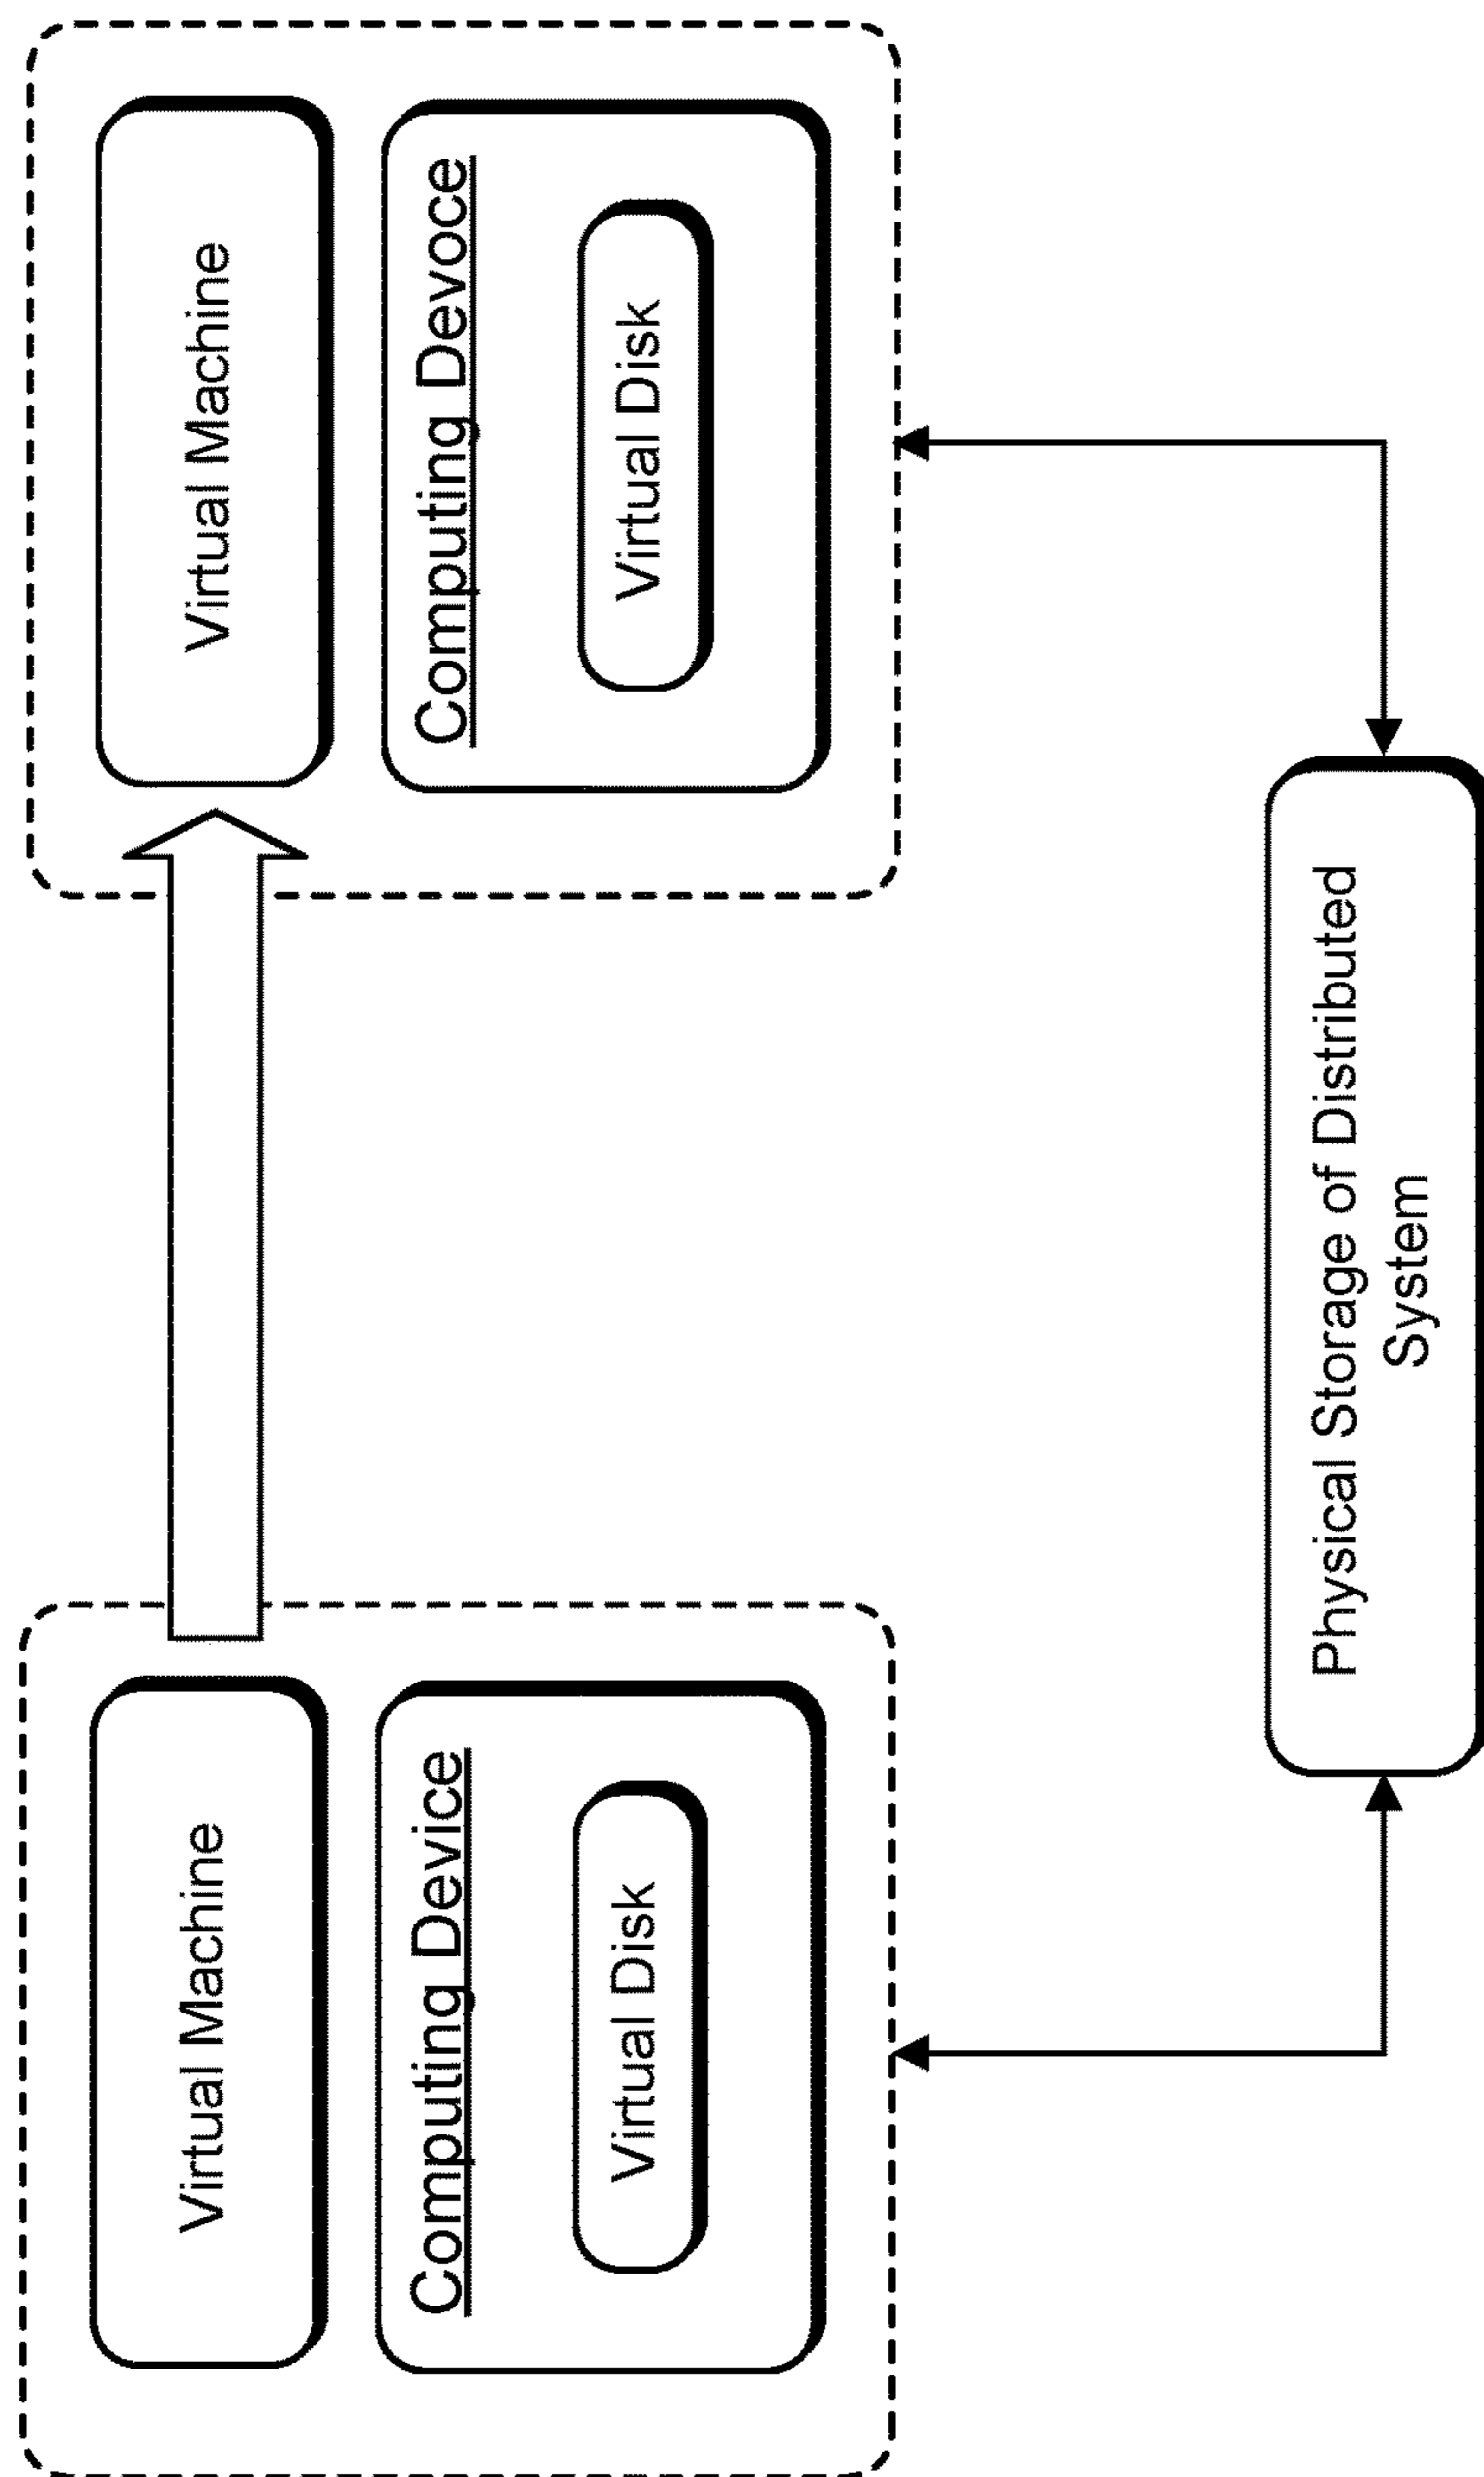 Virtual Machine
Computing Device
Virtual Disk
Virtual Machine
Computing Devoce
Virtual Disk
Physical Storage of Distributed
System